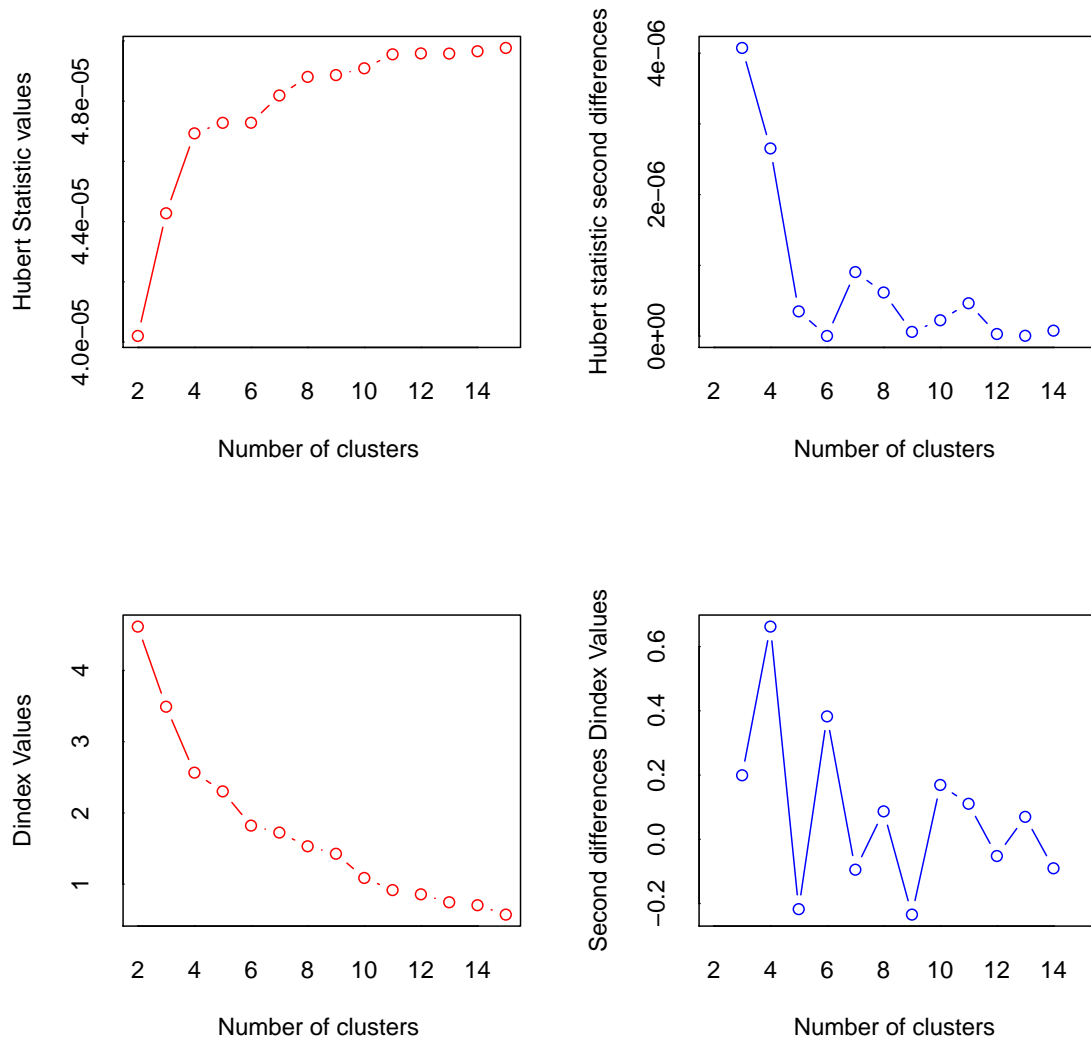 Hubert Statistic values
4.0e−05 4.4e−05 4.8e−05
2 4 6 8 10 12 14
Number of clusters
Hubert statistic second differences
0e+00 2e−06 4e−06
2 4 6 8 10 12 14
Number of clusters
Dindex Values
1 2 3 4
2 4 6 8 10 12 14
Number of clusters
Second differences Dindex Values
−0.2 0.0 0.2 0.4 0.6
2 4 6 8 10 12 14
Number of clusters